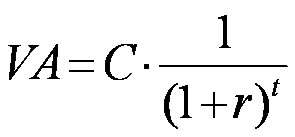 VA = C · 1/(1+r)^t